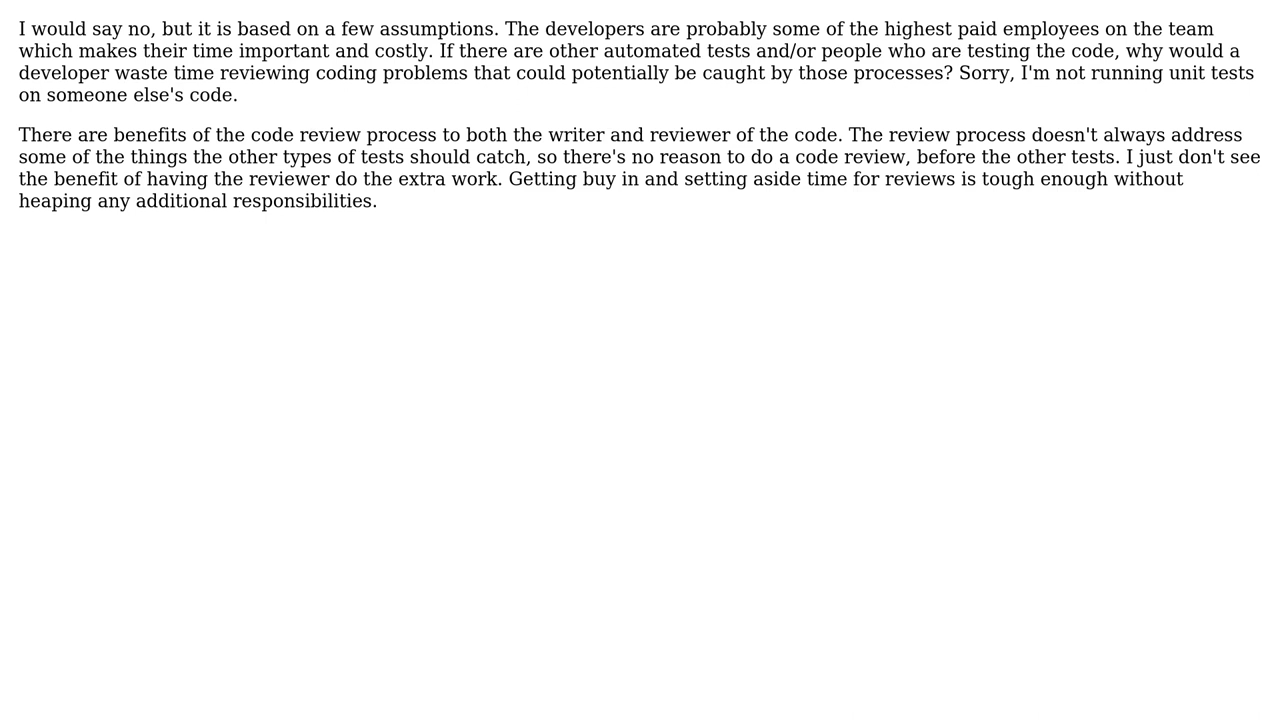 I would say no, but it is based on a few assumptions. The developers are probably some of the highest paid employees on the team
which makes their time important and costly. If there are other automated tests and/or people who are testing the code, why would a
developer waste time reviewing coding problems that could potentially be caught by those processes? Sorry, I'm not running unit tests
on someone else's code.
There are benefits of the code review process to both the writer and reviewer of the code. The review process doesn't always address
some of the things the other types of tests should catch, so there's no reason to do a code review, before the other tests. I just don't see
the benefit of having the reviewer do the extra work. Getting buy in and setting aside time for reviews is tough enough without
heaping any additional responsibilities.